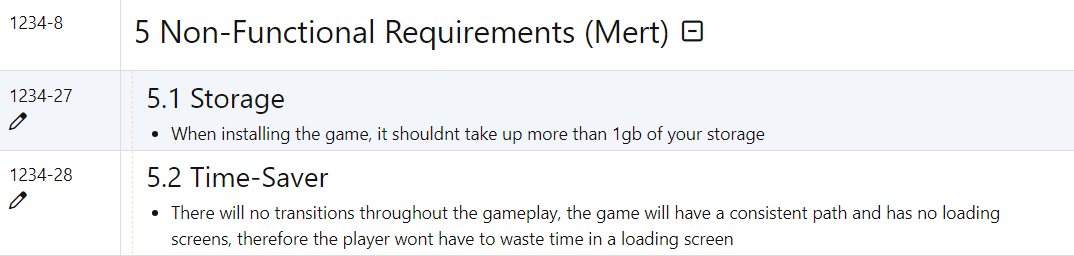 1234-8
5 Non-Functional Requirements (Mert)
1234-27
5.1 Storage
• When installing the game, it shouldnt take up more than 1gb of your storage
1234-28
5.2 Time-Saver
• There will no transitions throughout the gameplay, the game will have a consistent path and has no loading
screens, therefore the player wont have to waste time in a loading screen